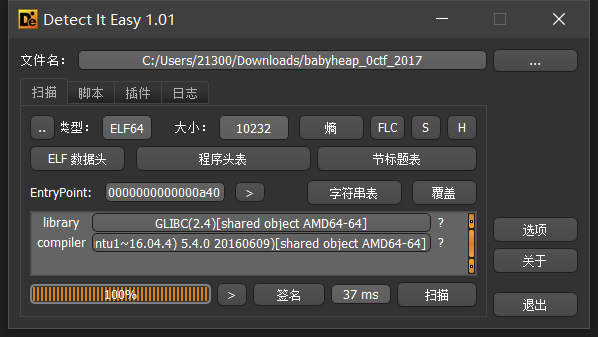 Detect It Easy 1.01
文件名： C:/Users/21300/Downloads/babyheap_0ctf_2017 ...
扫描 脚本 插件 日志
.. 类型： ELF64 大小： 10232 熵 FLC S H
ELF 数据头 程序头表 节标题表
EntryPoint: 0000000000000a40 > 字符串表 覆盖
library GLIBC(2.4)[shared object AMD64-64] ?
compiler ntu1~16.04.4) 5.4.0 20160609)[shared object AMD64-64] ?
选项
关于
100% > 签名 37 ms 扫描
退出